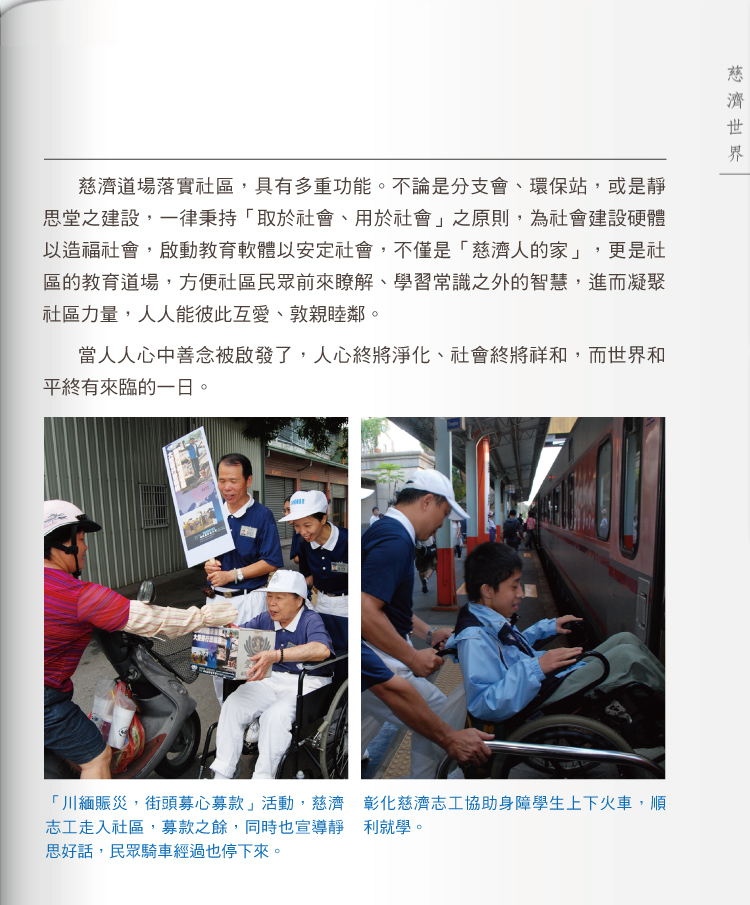 慈濟世界
慈濟道場落實社區，具有多重功能。不論是分支會、環保站，或是靜
思堂之建設，一律秉持「取於社會、用於社會」之原則，為社會建設硬體
以造福社會，啟動教育軟體以安定社會，不僅是「慈濟人的家」，更是社
區的教育道場，方便社區民眾前來瞭解、學習常識之外的智慧，進而凝聚
社區力量，人人能彼此互愛、敦親睦鄰。
當人人心中善念被啟發了，人心終將淨化、社會終將祥和，而世界和
平終有來臨的一日。
「川緬賑災，街頭募心募款」活動，慈濟
志工走入社區，募款之餘，同時也宣導靜
思好話，民眾騎車經過也停下來。
彰化慈濟志工協助身障學生上下火車，順
利就學。